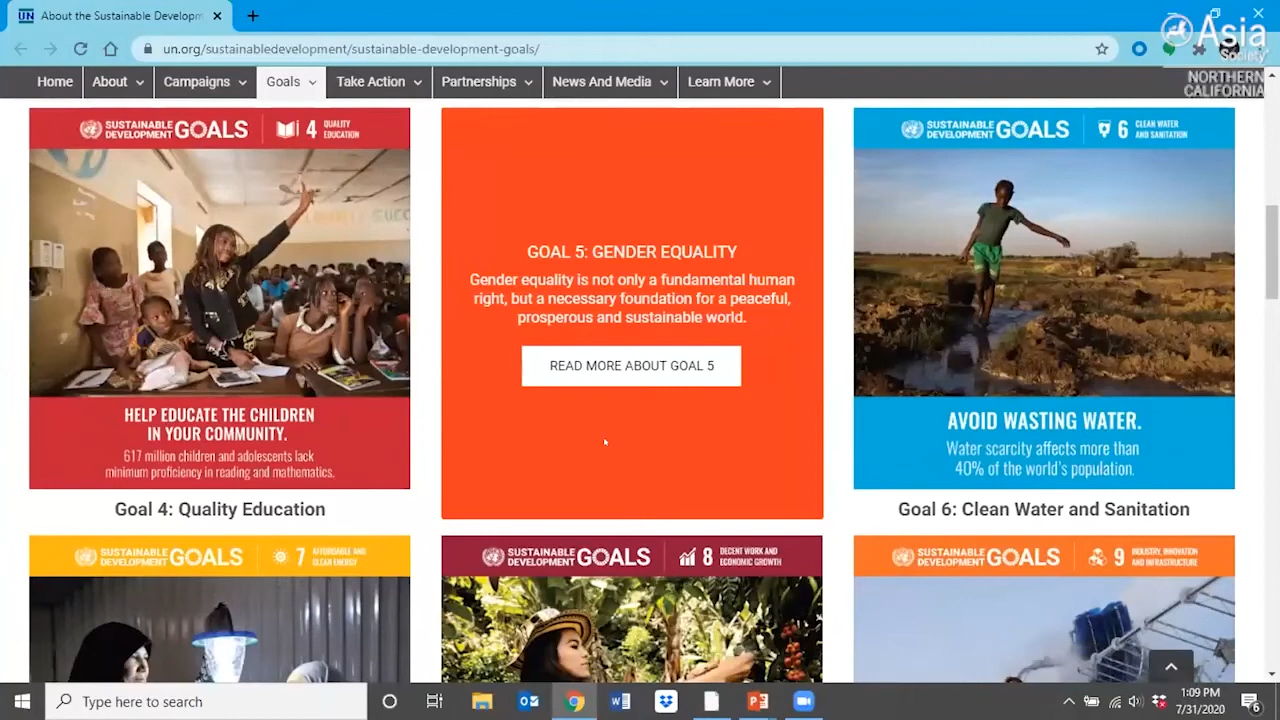 UN About the Sustainable Developm
un.org/sustainabledevelopment/sustainable-development-goals/
Asia
Society
NORTHERN
CALIFORNIA
Home
About
Campaigns
Goals
Take Action
Partnerships
News And Media
Learn More
SUSTAINABLE
DEVELOPMENT GOALS
4 QUALITY
EDUCATION
HELP EDUCATE THE CHILDREN
IN YOUR COMMUNITY.
617 million children and adolescents lack
minimum proficiency in reading and mathematics.
Goal 4: Quality Education
GOAL 5: GENDER EQUALITY
Gender equality is not only a fundamental human
right, but a necessary foundation for a peaceful,
prosperous and sustainable world.
READ MORE ABOUT GOAL 5
SUSTAINABLE
DEVELOPMENT GOALS
6 CLEAN WATER
AND SANITATION
AVOID WASTING WATER.
Water scarcity affects more than
40% of the world's population.
Goal 6: Clean Water and Sanitation
SUSTAINABLE
DEVELOPMENT GOALS
7 AFFORDABLE AND
CLEAN ENERGY
SUSTAINABLE
DEVELOPMENT GOALS
8 DECENT WORK AND
ECONOMIC GROWTH
SUSTAINABLE
DEVELOPMENT GOALS
9 INDUSTRY, INNOVATION
AND INFRASTRUCTURE
Type here to search
1:09 PM
7/31/2020
6